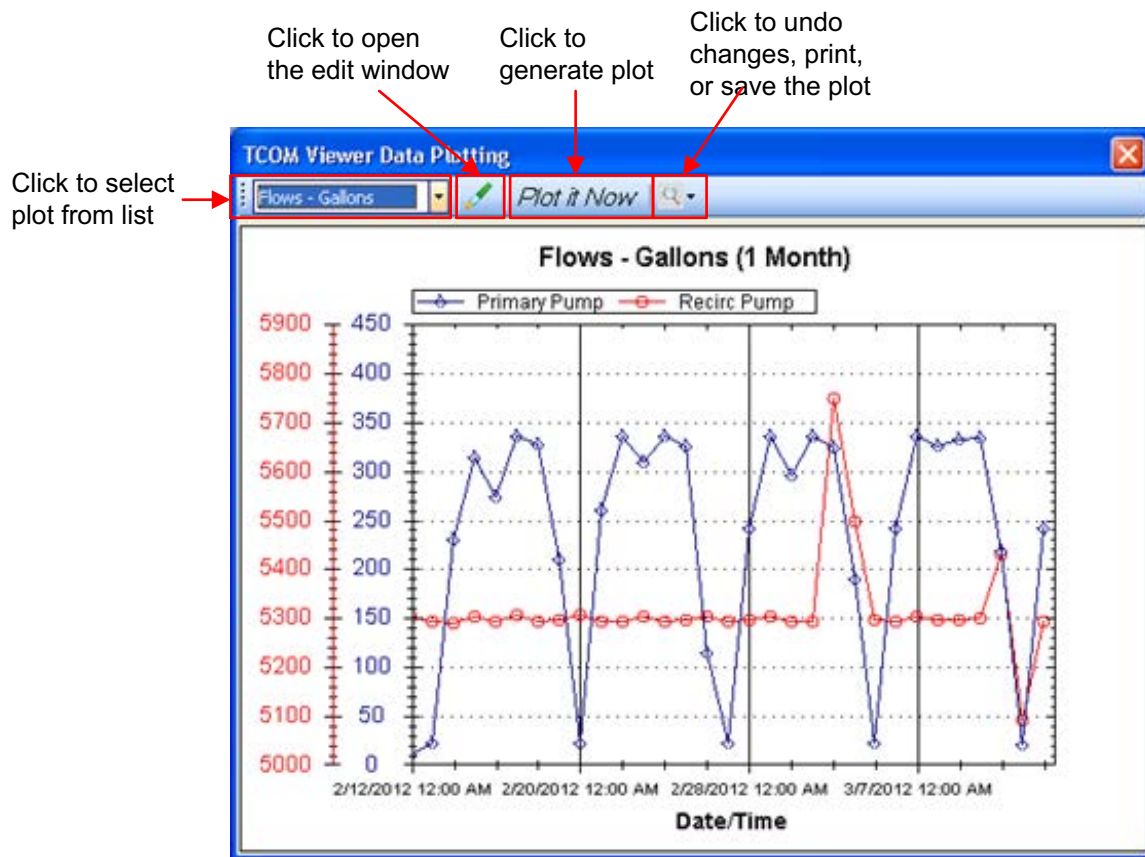 Click to open
the edit window
Click to
generate plot
Click to undo
changes, print,
or save the plot
Click to select
plot from list
TCOM Viewer Data Plotting
Flows - Gallons
Plot it Now
Flows - Gallons (1 Month)
Primary Pump
Recirc Pump
5900
5800
5700
5600
5500
5400
5300
5200
5100
5000
450
400
350
300
250
200
150
100
50
0
2/12/2012 12:00 AM
2/20/2012 12:00 AM
2/28/2012 12:00 AM
3/7/2012 12:00 AM
Date/Time